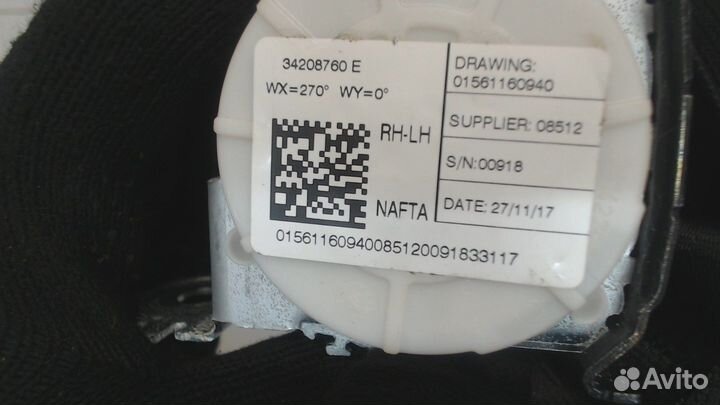 34208760 E
WX=270° WY=0°
RH-LH
NAFTA
DRAWING:
01561160940
SUPPLIER: 08512
S/N:00918
DATE: 27/11/17
01561160940085120091833117
Avito